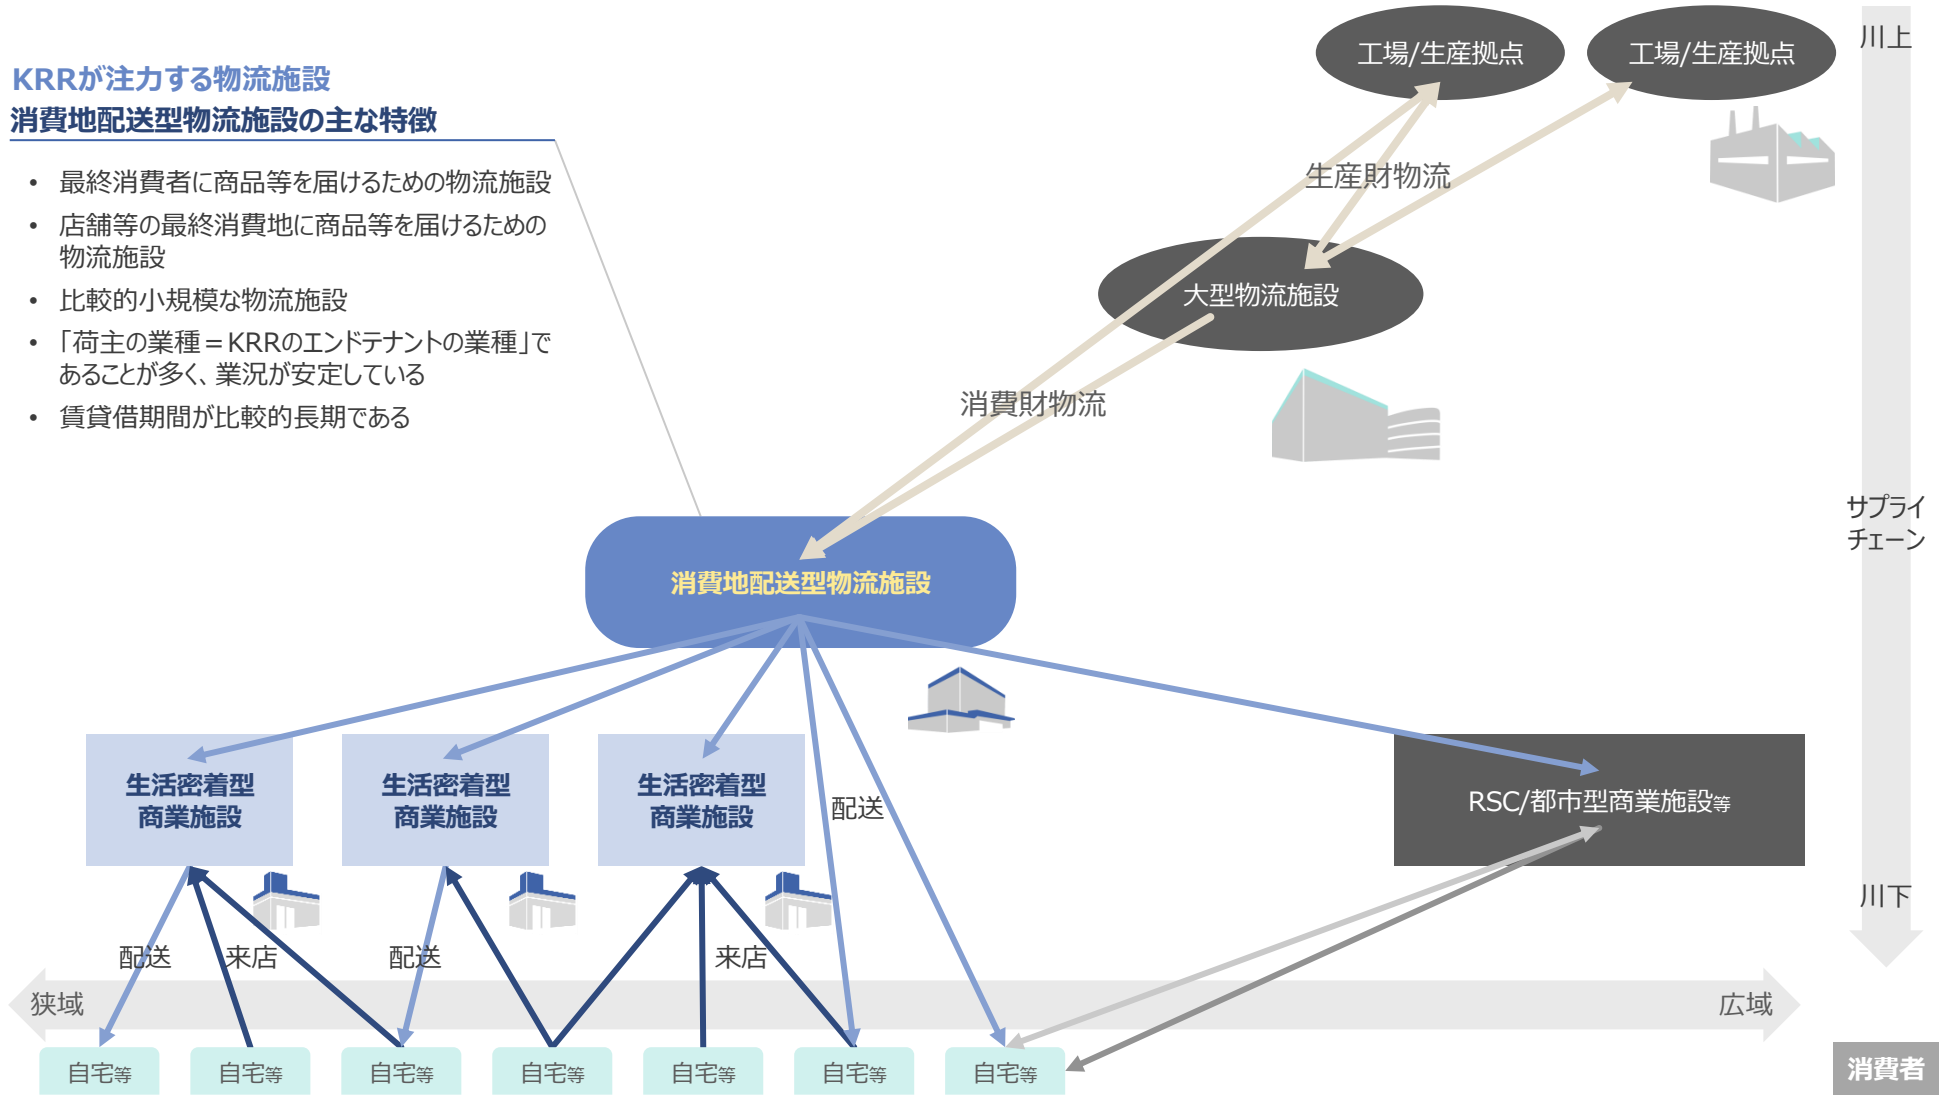 KRRが注力する物流施設
消費地配送型物流施設の主な特徴
• 最終消費者に商品等を届けるための物流施設
• 店舗等の最終消費地に商品等を届けるための
物流施設
• 比較的小規模な物流施設
• 「荷主の業種＝KRRのエンドテナントの業種」で
あることが多く、業況が安定している
• 賃貸借期間が比較的長期である
工場/生産拠点
工場/生産拠点
川上
生産財物流
大型物流施設
消費財物流
サプライ
チェーン
消費地配送型物流施設
生活密着型
商業施設
生活密着型
商業施設
生活密着型
商業施設
配送
RSC/都市型商業施設等
川下
配送
来店
配送
来店
狭域
広域
自宅等
自宅等
自宅等
自宅等
自宅等
自宅等
自宅等
消費者